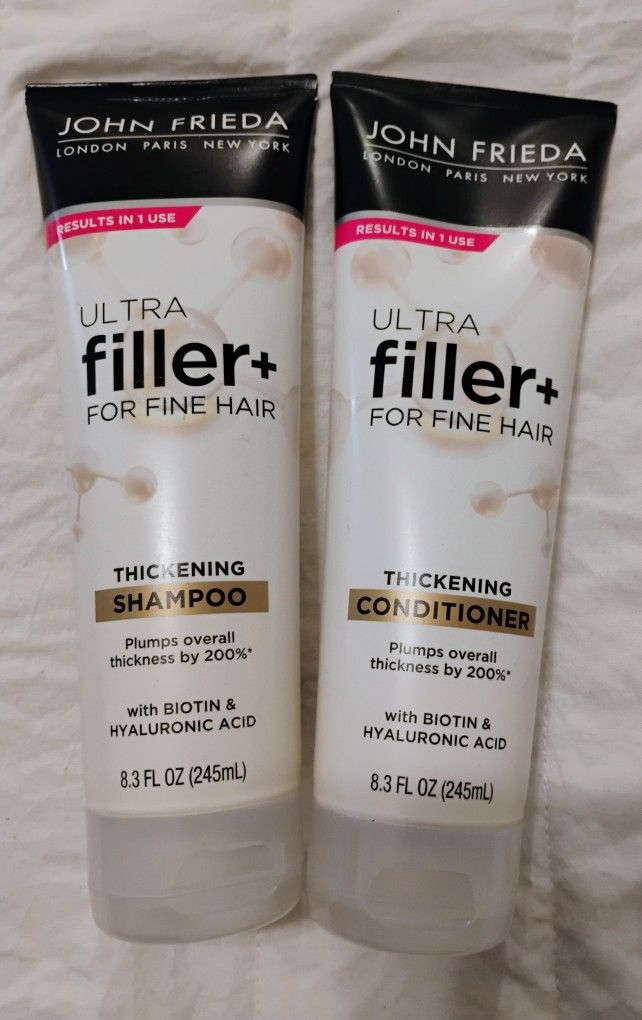 JOHN FRIEDA
LONDON PARIS NEW YORK
RESULTS IN 1 USE
ULTRA
filler+
FOR FINE HAIR
THICKENING
SHAMPOO
Plumps overall
thickness by 200%*
with BIOTIN &
HYALURONIC ACID
8.3 FL OZ (245mL)
JOHN FRIEDA
LONDON PARIS NEW YORK
RESULTS IN 1 USE
ULTRA
filler+
FOR FINE HAIR
THICKENING
CONDITIONER
Plumps overall
thickness by 200%*
with BIOTIN &
HYALURONIC ACID
8.3 FL OZ (245mL)